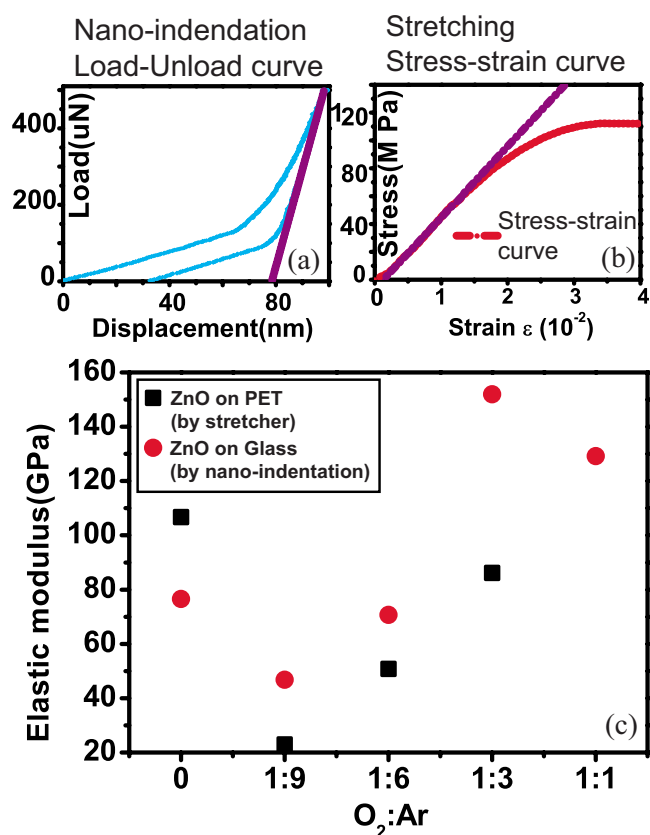 Nano-indentation
Load-Unload curve
Stretching
Stress-strain curve
Load(uN)
400
200
0
0
40
80
Displacement(nm)
(a)
Stress(M Pa)
120
80
40
0
0
1
2
3
4
Strain ε (10⁻²)
Stress-strain
curve
(b)
Elastic modulus(GPa)
160
140
120
100
80
60
40
20
ZnO on PET
(by stretcher)
ZnO on Glass
(by nano-indentation)
(c)
0
1:9
1:6
1:3
1:1
O₂:Ar